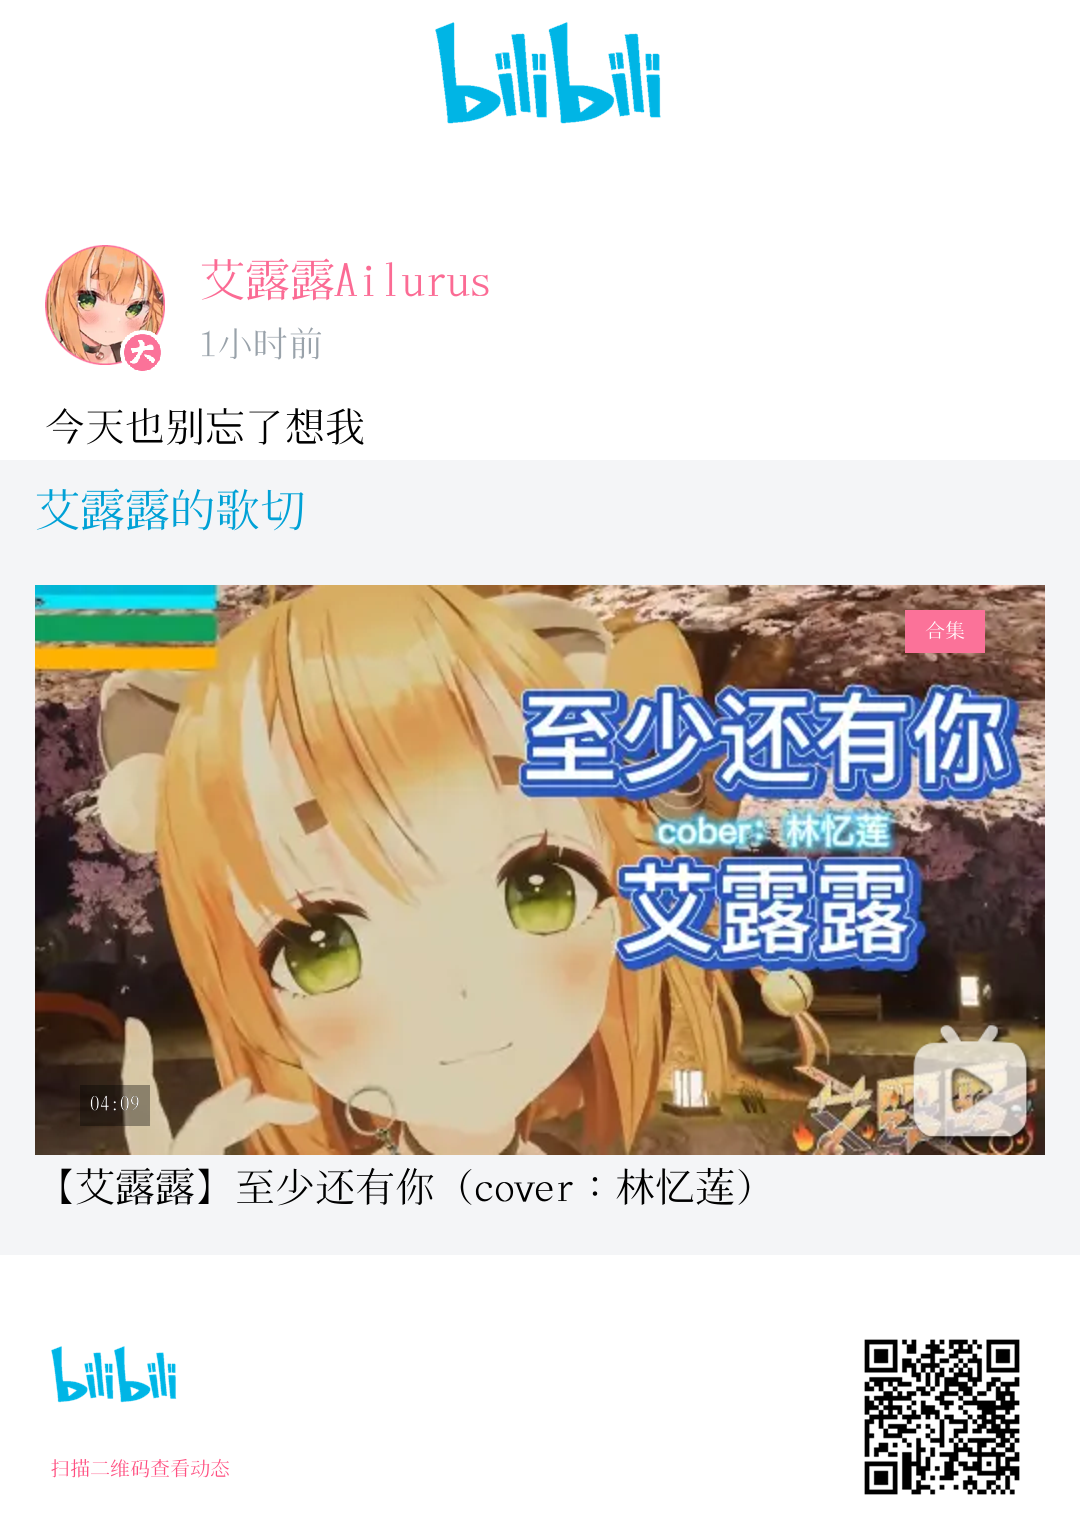 bilibili
艾露露Ailurus
1小时前
大
今天也别忘了想我
艾露露的歌切
合集
至少还有你
cober：林忆莲
艾露露
04:09
【艾露露】至少还有你（cover：林忆莲）
bilibili
扫描二维码查看动态